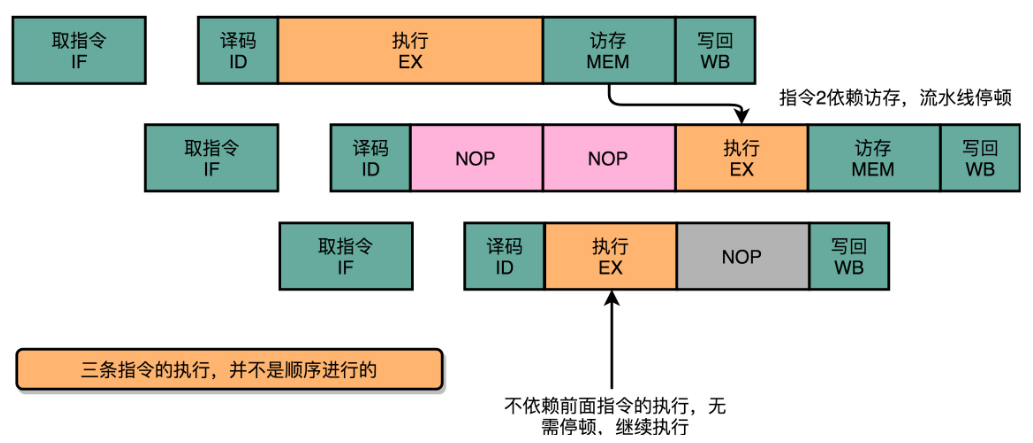 取指令
IF
译码
ID
执行
EX
访存
MEM
写回
WB
指令2依赖访存，流水线停顿
取指令
IF
译码
ID
NOP
NOP
执行
EX
访存
MEM
写回
WB
取指令
IF
译码
ID
执行
EX
NOP
写回
WB
三条指令的执行，并不是顺序进行的
不依赖前面指令的执行，无
需停顿，继续执行